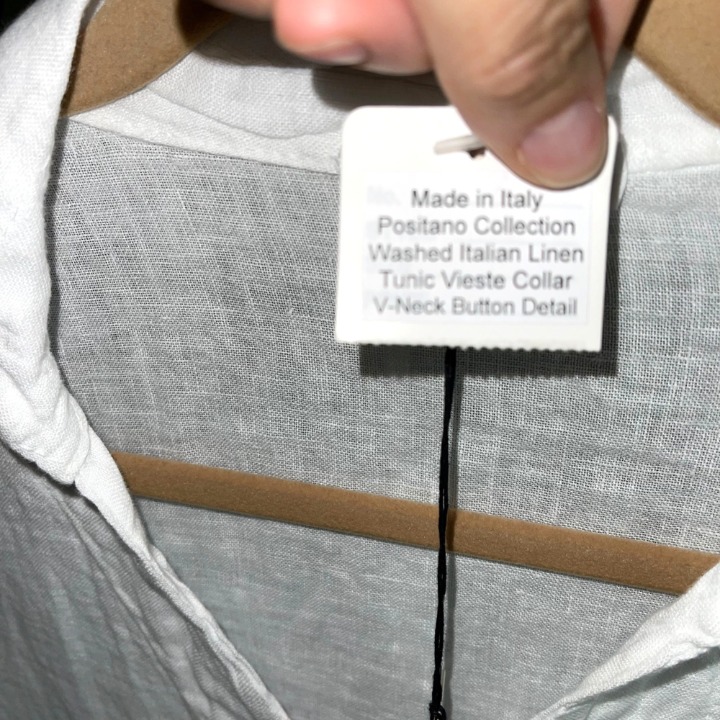 Made in Italy
Positano Collection
Washed Italian Linen
Tunic Vieste Collar
V-Neck Button Detail